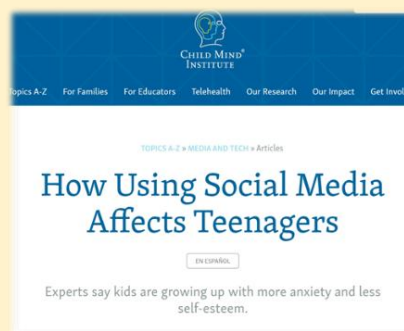 CHILD MIND®
INSTITUTE
Topics A-Z For Families For Educators Telehealth Our Research Our Impact Get Invol
TOPICS A-Z » MEDIA AND TECH » Articles
How Using Social Media
Affects Teenagers
EN ESPAÑOL
Experts say kids are growing up with more anxiety and less
self-esteem.